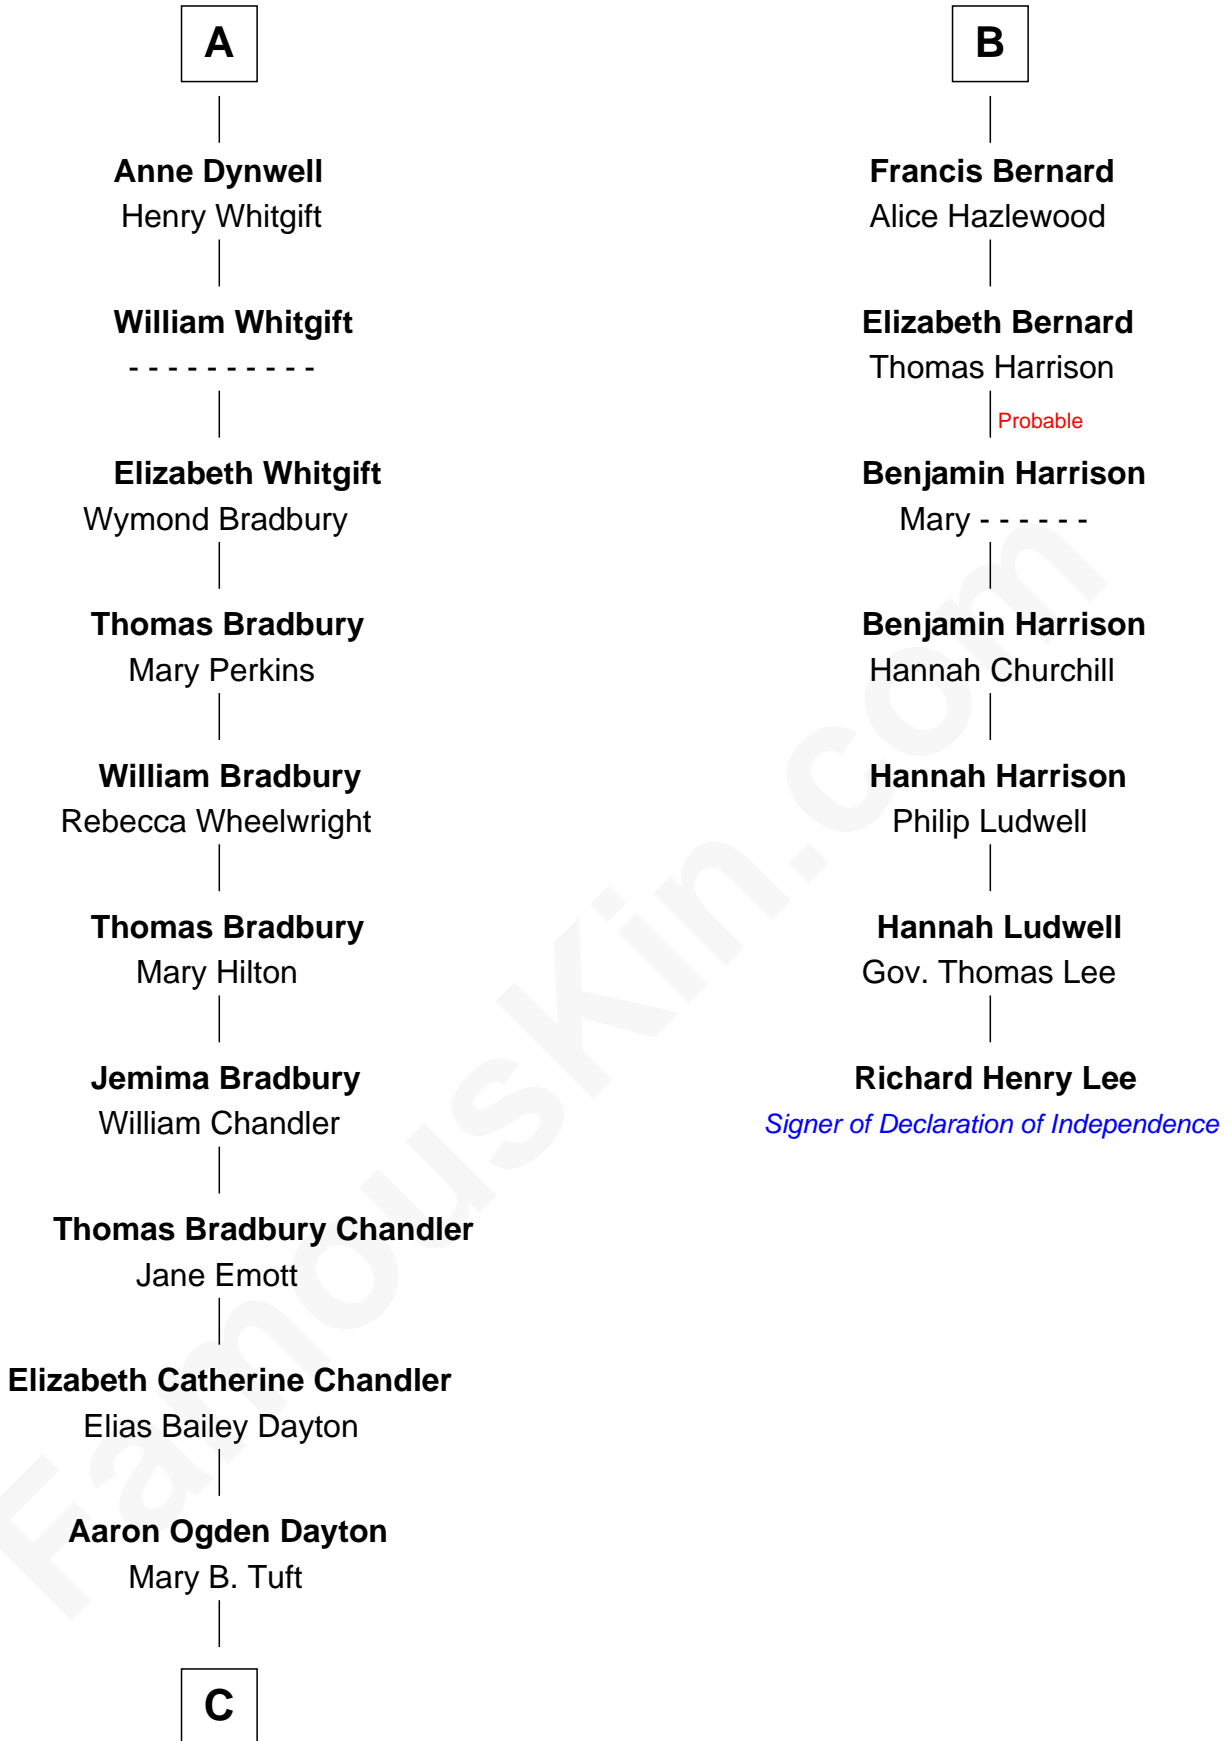 A
Anne Dynwell
Henry Whitgift
William Whitgift
- - - - - - - - - -
Elizabeth Whitgift
Wymond Bradbury
Thomas Bradbury
Mary Perkins
William Bradbury
Rebecca Wheelwright
Thomas Bradbury
Mary Hilton
Jemima Bradbury
William Chandler
Thomas Bradbury Chandler
Jane Emott
Elizabeth Catherine Chandler
Elias Bailey Dayton
Aaron Ogden Dayton
Mary B. Tuft
C
B
Francis Bernard
Alice Hazlewood
Elizabeth Bernard
Thomas Harrison
Probable
Benjamin Harrison
Mary - - - - - -
Benjamin Harrison
Hannah Churchill
Hannah Harrison
Philip Ludwell
Hannah Ludwell
Gov. Thomas Lee
Richard Henry Lee
Signer of Declaration of Independence
FamousKin.com